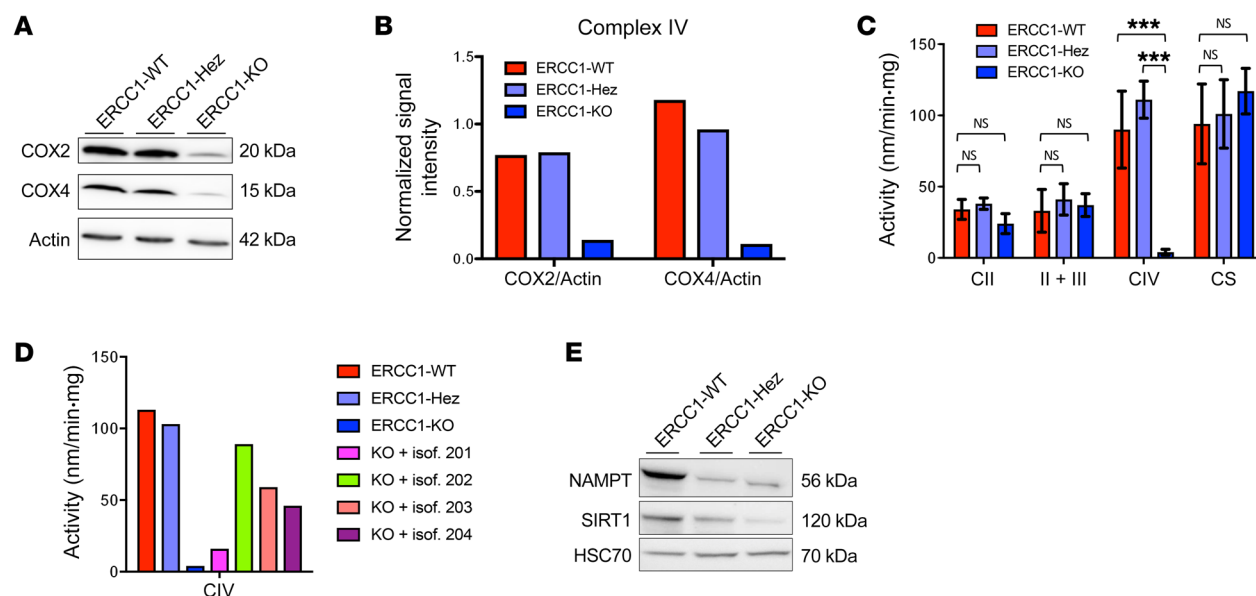 A
ERCC1-WT
ERCC1-Hez
ERCC1-KO
COX2
20 kDa
COX4
15 kDa
Actin
42 kDa
B
Complex IV
Normalized signal
intensity
1.5
1.0
0.5
0.0
ERCC1-WT
ERCC1-Hez
ERCC1-KO
COX2/Actin
COX4/Actin
C
Activity (nm/min·mg)
150
100
50
0
ERCC1-WT
ERCC1-Hez
ERCC1-KO
NS
NS
NS
NS
***
***
NS
NS
CII
II + III
CIV
CS
D
Activity (nm/min·mg)
150
100
50
0
CIV
ERCC1-WT
ERCC1-Hez
ERCC1-KO
KO + isof. 201
KO + isof. 202
KO + isof. 203
KO + isof. 204
E
ERCC1-WT
ERCC1-Hez
ERCC1-KO
NAMPT
56 kDa
SIRT1
120 kDa
HSC70
70 kDa